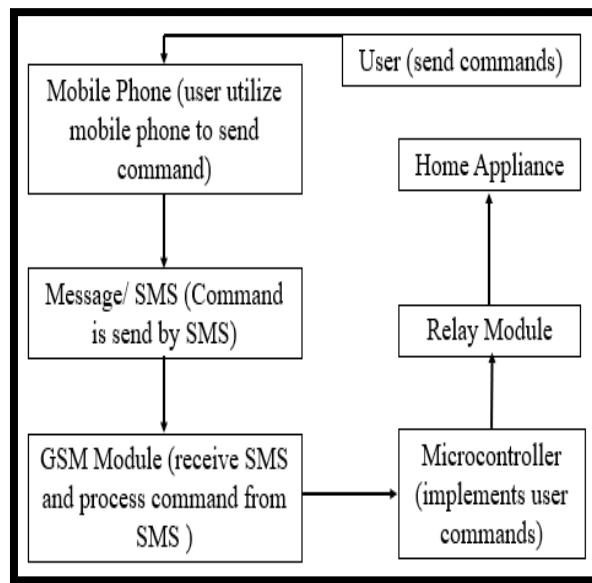 User (send commands)
Mobile Phone (user utilize
mobile phone to send
command)
Message/ SMS (Command
is send by SMS)
GSM Module (receive SMS
and process command from
SMS )
Microcontroller
(implements user
commands)
Relay Module
Home Appliance